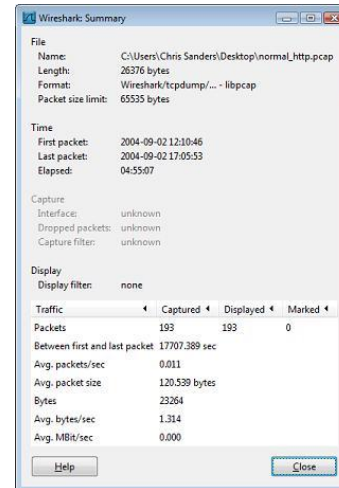 Wireshark: Summary
File
Name: C:\Users\Chris Sanders\Desktop\normal_http.pcap
Length: 26376 bytes
Format: Wireshark/tcpdump/... - libpcap
Packet size limit: 65535 bytes
Time
First packet: 2004-09-02 12:10:46
Last packet: 2004-09-02 17:05:53
Elapsed: 04:55:07
Capture
Interface: unknown
Dropped packets: unknown
Capture filter: unknown
Display
Display filter: none
Traffic Captured Displayed Marked
Packets 193 193 0
Between first and last packet 17707.389 sec
Avg. packets/sec 0.011
Avg. packet size 120.539 bytes
Bytes 23264
Avg. bytes/sec 1.314
Avg. MBit/sec 0.000
Help Close